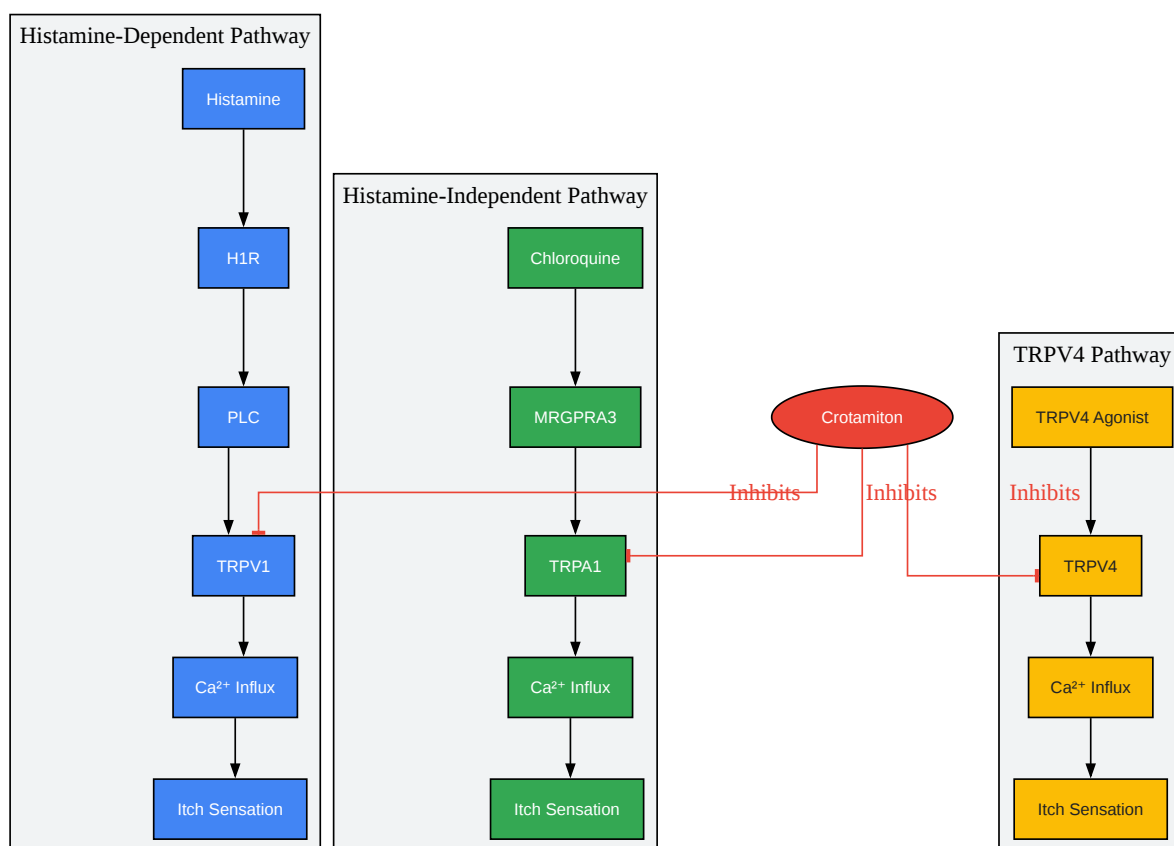 Histamine-Dependent Pathway
Histamine
H1R
PLC
TRPV1
Ca²⁺ Influx
Itch Sensation
Histamine-Independent Pathway
Chloroquine
MRGPRA3
TRPA1
Ca²⁺ Influx
Itch Sensation
Crotamiton
Inhibits
Inhibits
Inhibits
TRPV4 Pathway
TRPV4 Agonist
TRPV4
Ca²⁺ Influx
Itch Sensation